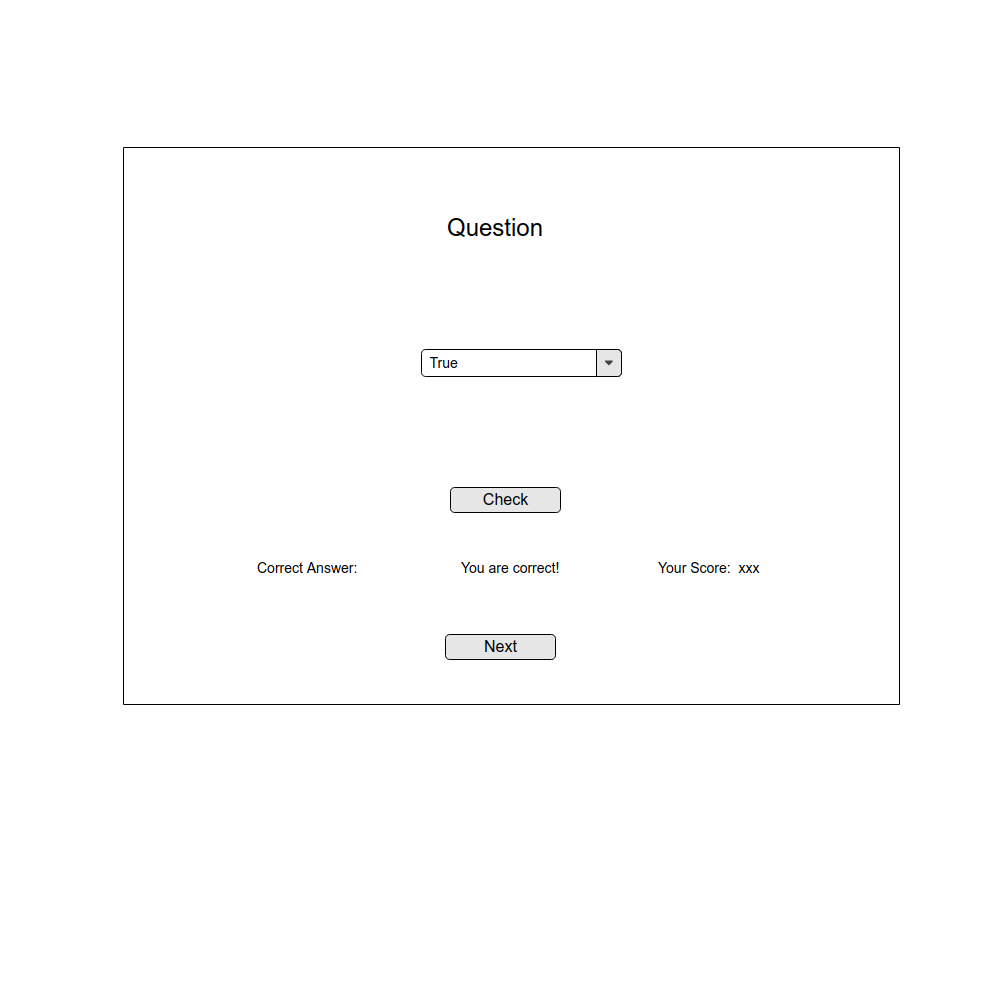 Question
True
Check
Correct Answer:
You are correct!
Your Score: xxx
Next